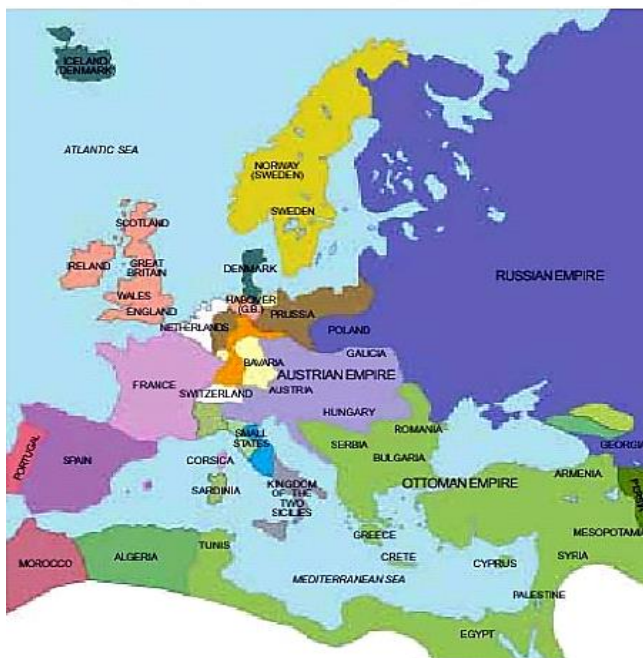 ICELAND
(DENMARK)
ATLANTIC SEA
NORWAY
(SWEDEN)
SWEDEN
SCOTLAND
IRELAND
GREAT
BRITAIN
WALES
ENGLAND
DENMARK
RUSSIAN EMPIRE
(G.B.)
NETHERLANDS
PRUSSIA
POLAND
BAVARIA
FRANCE
AUSTRIAN EMPIRE
SWITZERLAND
AUSTRIA
HUNGARY
ROMANIA
SMALL
STATES
SERBIA
BULGARIA
GEORGIA
PORTUGAL
SPAIN
CORSICA
SARDINIA
KINGDOM
OF THE
TWO
SICILIES
OTTOMAN EMPIRE
ARMENIA
GREECE
CRETE
MESOPOTAMIA
MOROCCO
ALGERIA
TUNIS
CYPRUS
SYRIA
MEDITERRANEAN SEA
PALESTINE
EGYPT